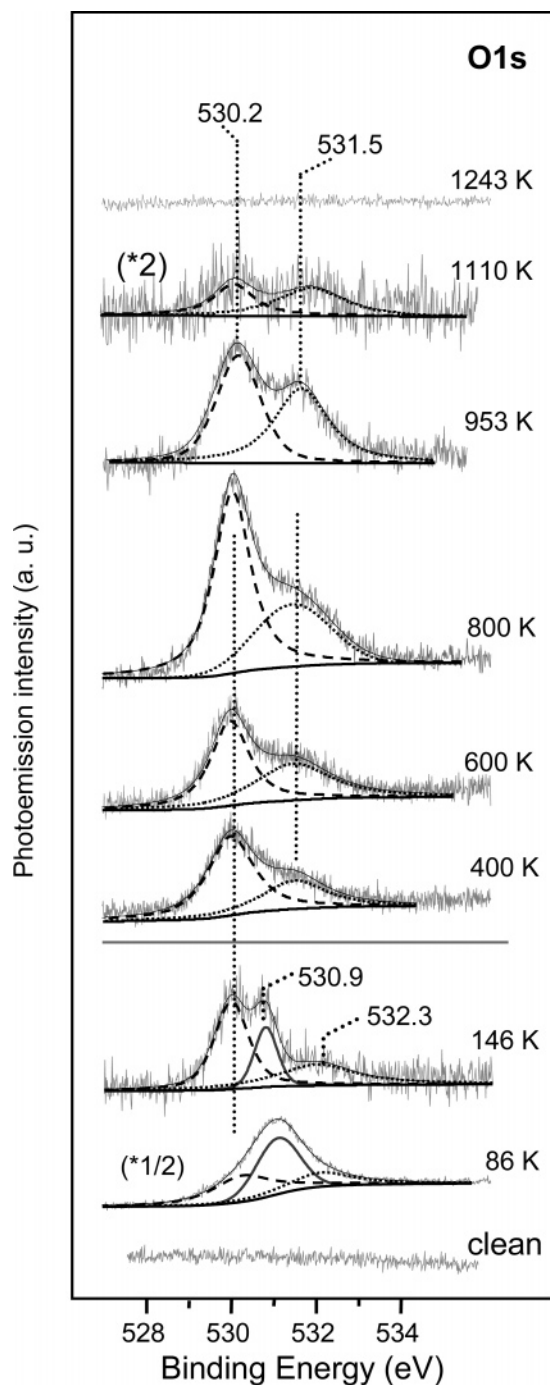 O1s
530.2
531.5
1243 K
(*2)
1110 K
953 K
800 K
600 K
400 K
530.9
532.3
146 K
(*1/2)
86 K
clean
Photoemission intensity (a. u.)
528 530 532 534
Binding Energy (eV)